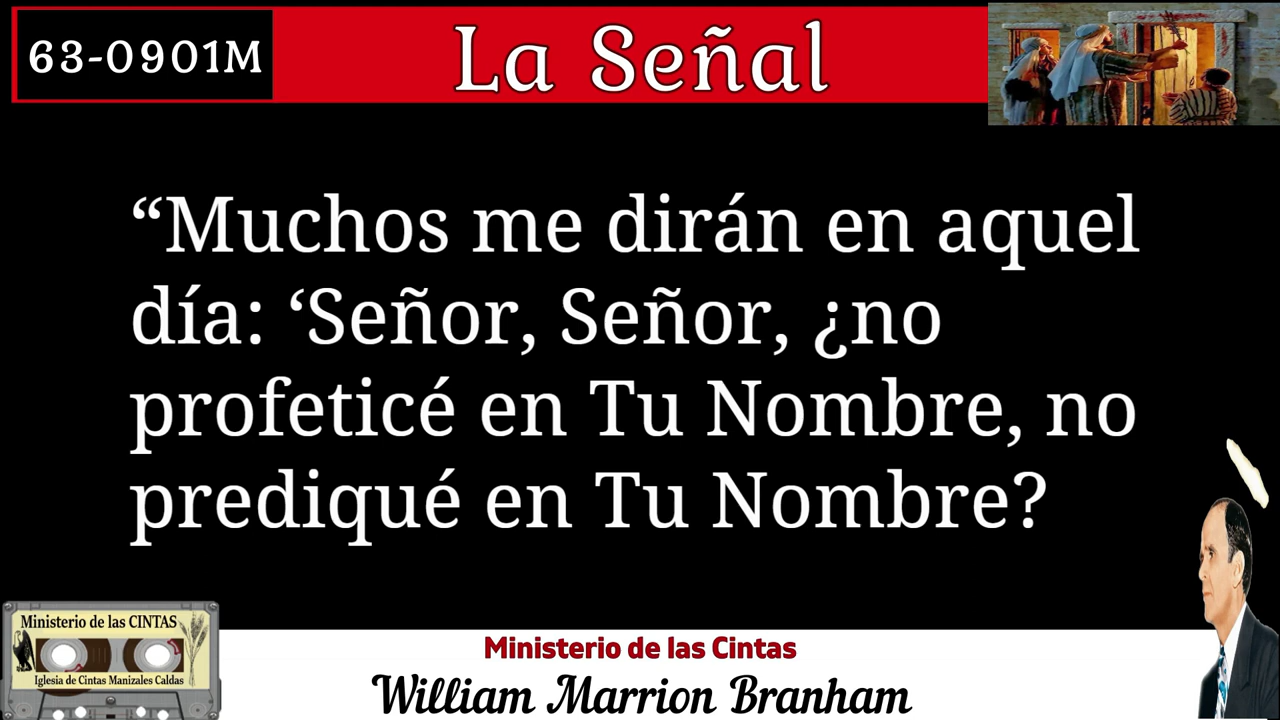 63-0901M
La Señal
“Muchos me dirán en aquel
día: ‘Señor, Señor, ¿no
profeticé en Tu Nombre, no
prediqué en Tu Nombre?
Ministerio de las CINTAS
Iglesia de Cintas Manizales Caldas
Ministerio de las Cintas
William Marrion Branham